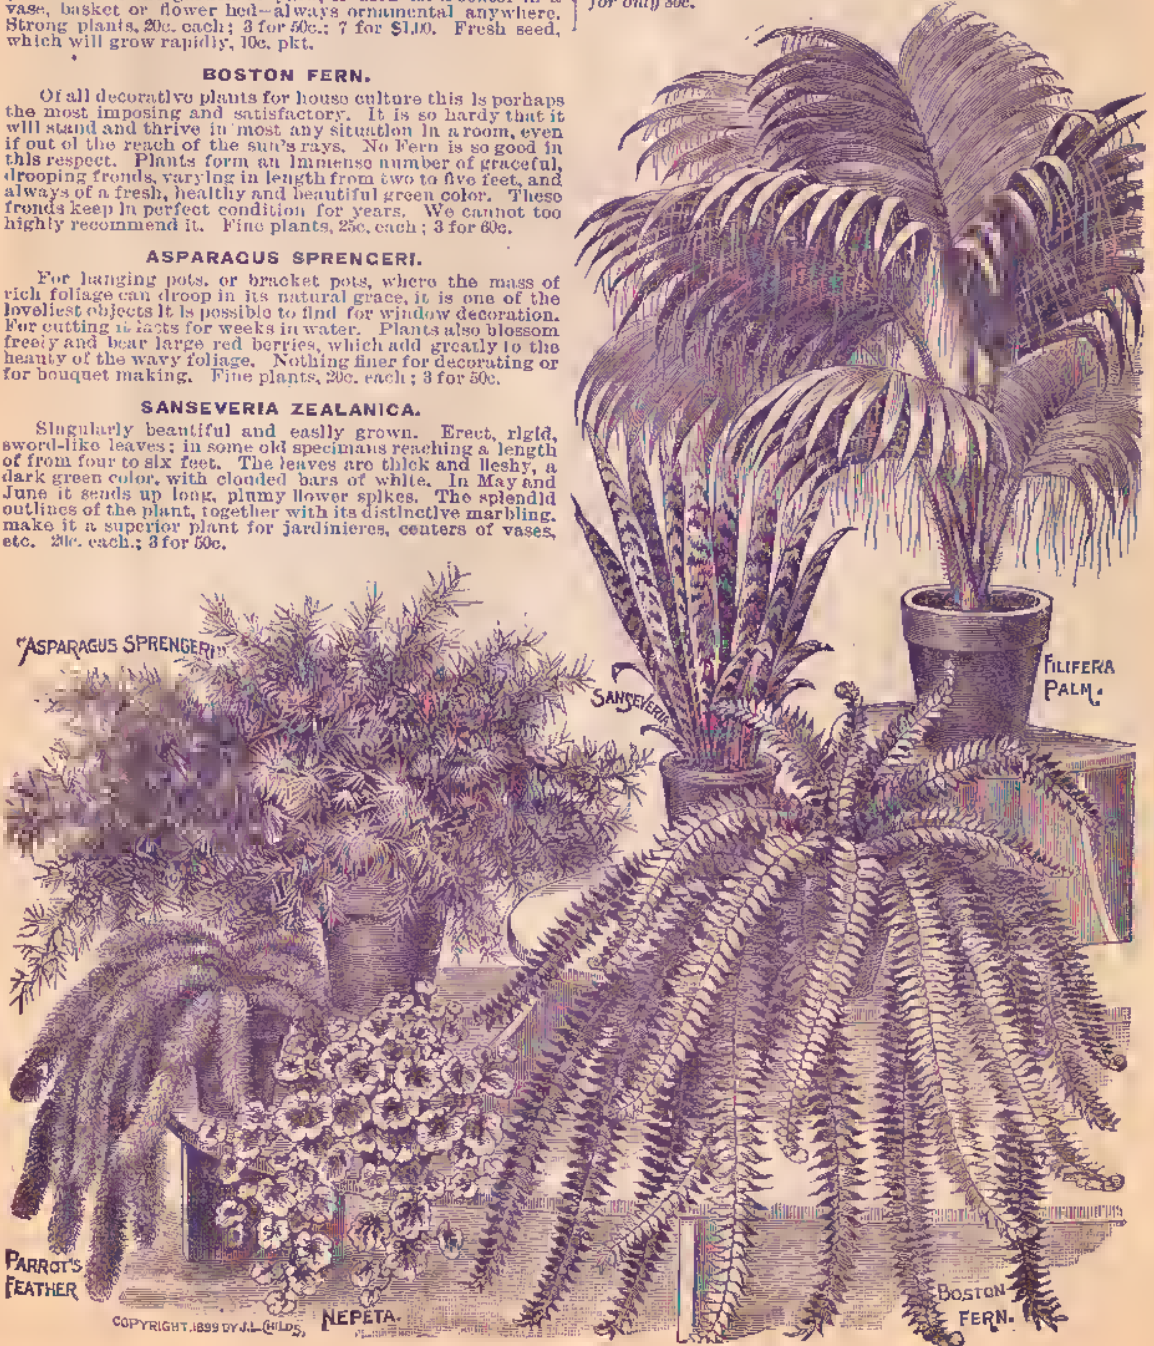 vase, basket or flower bed—always ornamental anywhere.
Strong plants, 20c. each; 3 for 50c.; 7 for $1.00. Fresh seed,
which will grow rapidly, 10c. pkt.
for only 80c.
BOSTON FERN.
Of all decorative plants for house culture this is perhaps
the most imposing and satisfactory. It is so hardy that it
will stand and thrive in most any situation in a room, even
if out of the reach of the sun's rays. No Fern is so good in
this respect. Plants form an immense number of graceful,
drooping fronds, varying in length from two to five feet, and
always of a fresh, healthy and beautiful green color. These
fronds keep in perfect condition for years. We cannot too
highly recommend it. Fine plants, 25c. each; 3 for 60c.
ASPARAGUS SPRENGERI.
For hanging pots, or bracket pots, where the mass of
rich foliage can droop in its natural grace, it is one of the
loveliest objects it is possible to find for window decoration.
For cutting it lasts for weeks in water. Plants also blossom
freely and bear large red berries, which add greatly to the
beauty of the wavy foliage. Nothing finer for decorating or
for bouquet making. Fine plants, 20c. each; 3 for 50c.
SANSEVERIA ZEALANICA.
Singularly beautiful and easily grown. Erect, rigid,
sword-like leaves; in some old specimans reaching a length
of from four to six feet. The leaves are thick and fleshy, a
dark green color, with clouded bars of white. In May and
June it sends up long, plumy flower spikes. The splendid
outlines of the plant, together with its distinctive marbling,
make it a superior plant for jardinieres, centers of vases,
etc. 20c. each.; 3 for 50c.
"ASPARAGUS SPRENGERI"
SANSEVERIA
FILIFERA
PALM.
PARROT'S
FEATHER
COPYRIGHT, 1899 BY J.L. CHILDS,
NEPETA.
BOSTON
FERN.